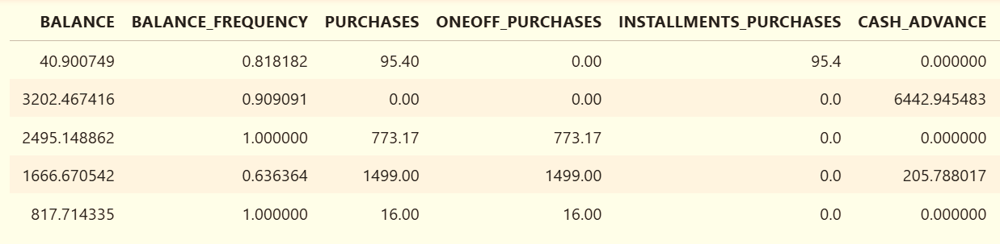 BALANCE BALANCE_FREQUENCY PURCHASES ONEOFF_PURCHASES INSTALLMENTS_PURCHASES CASH_ADVANCE
40.900749 0.818182 95.40 0.00 95.4 0.000000
3202.467416 0.909091 0.00 0.00 0.0 6442.945483
2495.148862 1.000000 773.17 773.17 0.0 0.000000
1666.670542 0.636364 1499.00 1499.00 0.0 205.788017
817.714335 1.000000 16.00 16.00 0.0 0.000000